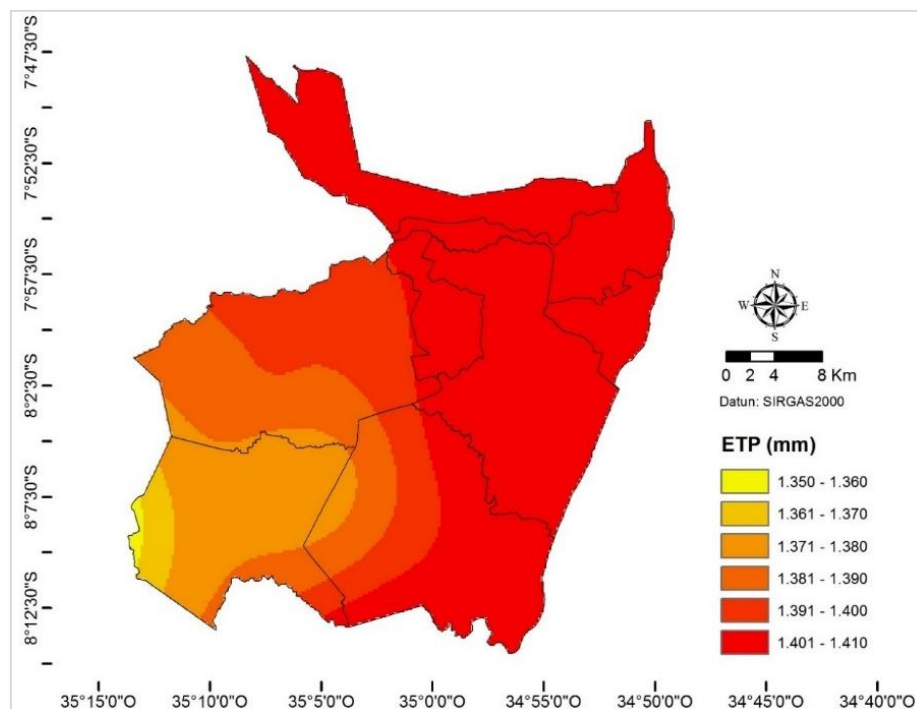 7°47'30"S
7°52'30"S
7°57'30"S
8°2'30"S
8°7'30"S
8°12'30"S
N
W E
S
0 2 4 8 Km
Datun: SIRGAS2000
ETP (mm)
1.350 - 1.360
1.361 - 1.370
1.371 - 1.380
1.381 - 1.390
1.391 - 1.400
1.401 - 1.410
35°15'0"O 35°10'0"O 35°5'0"O 35°0'0"O 34°55'0"O 34°50'0"O 34°45'0"O 34°40'0"O